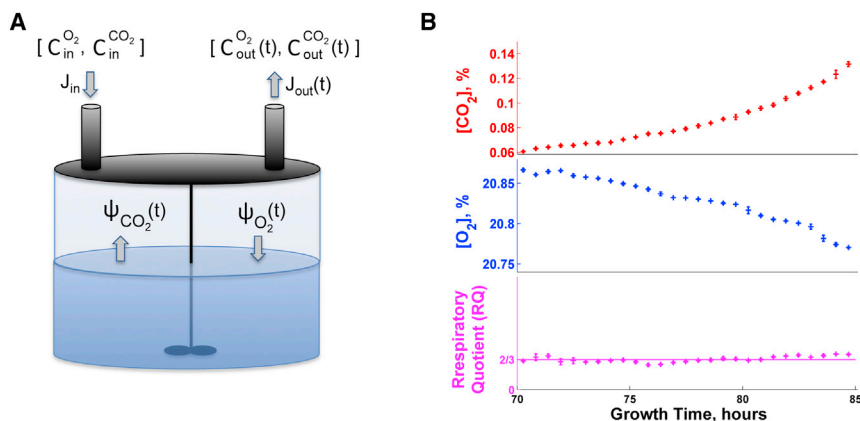 A
[ C_in^O2, C_in^CO2 ]
[ C_out^O2(t), C_out^CO2(t) ]
J_in
J_out(t)
Ψ_CO2(t)
Ψ_O2(t)
B
[CO2], %
0.14
0.12
0.1
0.08
0.06
[O2], %
20.85
20.8
20.75
Rrespiratory
Quotient (RQ)
2/3
0
70
75
80
85
Growth Time, hours